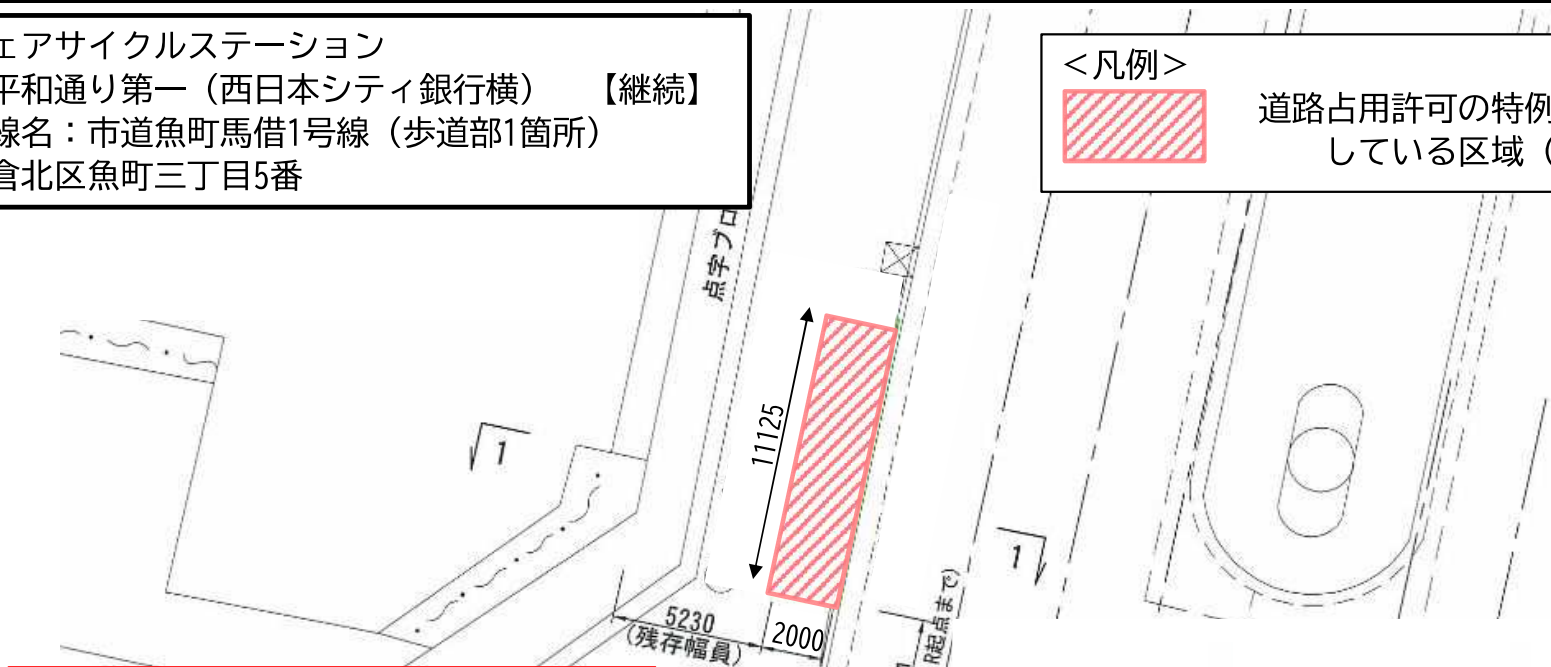 ェアサイクルステーション
平和通り第一（西日本シティ銀行横）　【継続】
線名：市道魚町馬借1号線（歩道部1箇所）
倉北区魚町三丁目5番
＜凡例＞
道路占用許可の特例
している区域（
点字ブロ
11125
1
1
5230
(残存幅員)
2000
R起点まで)